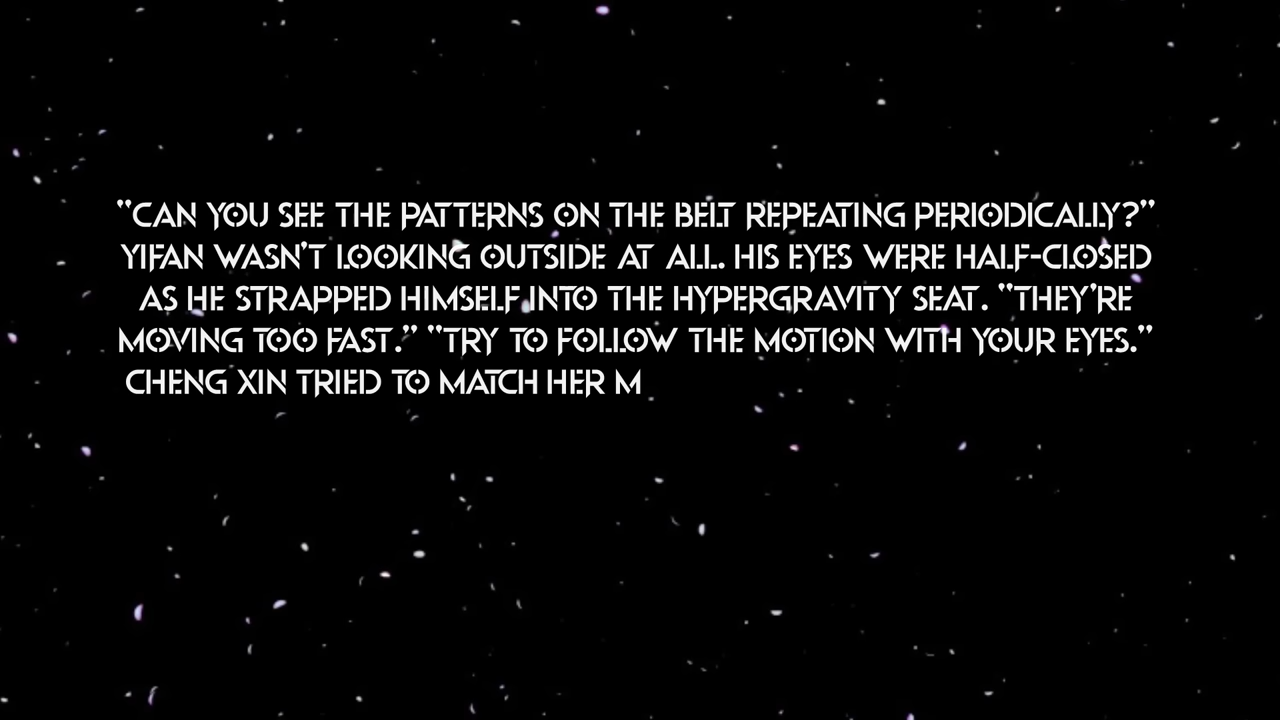 "CAN YOU SEE THE PATTERNS ON THE BELT REPEATING PERIODICALLY?"
YIFAN WASN'T LOOKING OUTSIDE AT ALL. HIS EYES WERE HALF-CLOSED
AS HE STRAPPED HIMSELF INTO THE HYPERGRAVITY SEAT. "THEY'RE
MOVING TOO FAST." "TRY TO FOLLOW THE MOTION WITH YOUR EYES."
CHENG XIN TRIED TO MATCH HER M